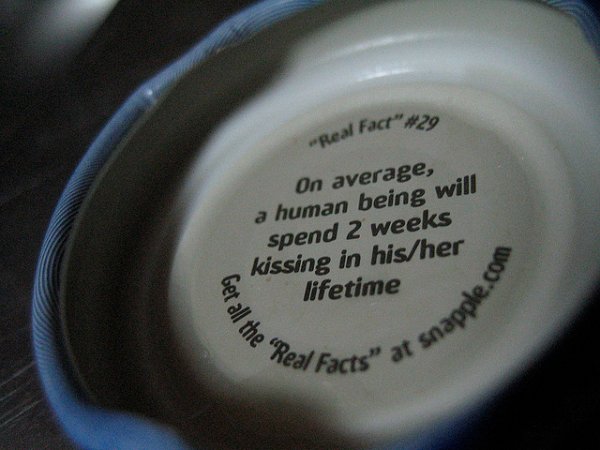 "Real Fact" #29
On average,
a human being will
spend 2 weeks
kissing in his/her
lifetime
Get all the "Real Facts" at snapple.com